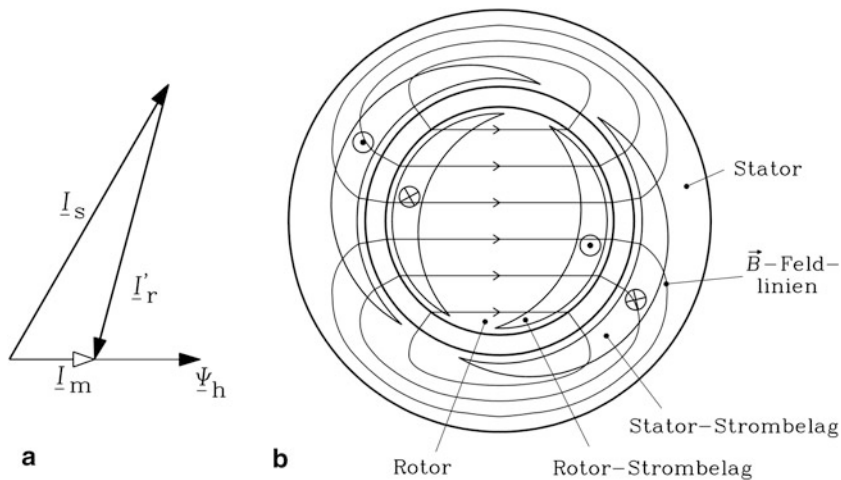 I_s
I'_r
I_m
Ψ_h
a
b
Stator
B⃗-Feld-
linien
Stator-Strombelag
Rotor
Rotor-Strombelag